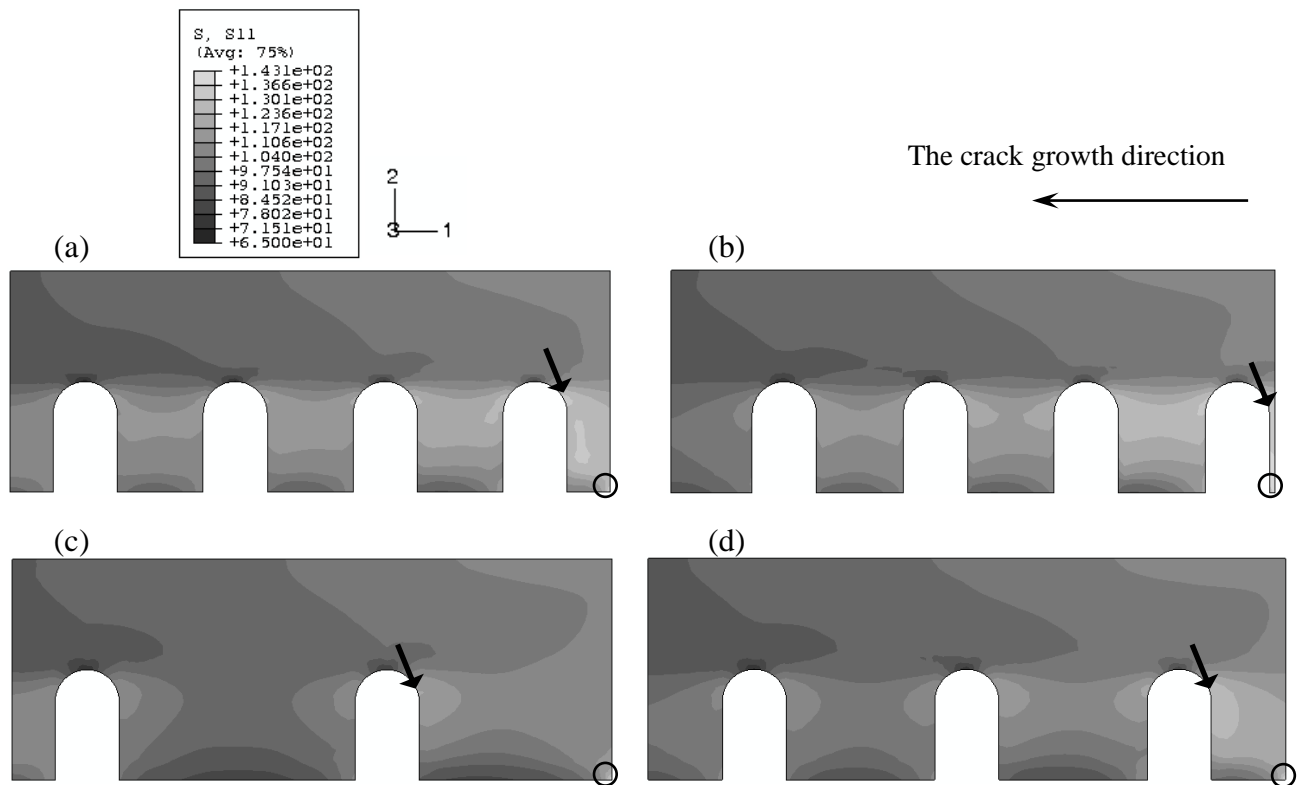 S, S11
(Avg: 75%)
+1.431e+02
+1.366e+02
+1.301e+02
+1.236e+02
+1.171e+02
+1.106e+02
+1.040e+02
+9.754e+01
+9.103e+01
+8.452e+01
+7.802e+01
+7.151e+01
+6.500e+01
2
3 1
The crack growth direction
(a)
(b)
(c)
(d)